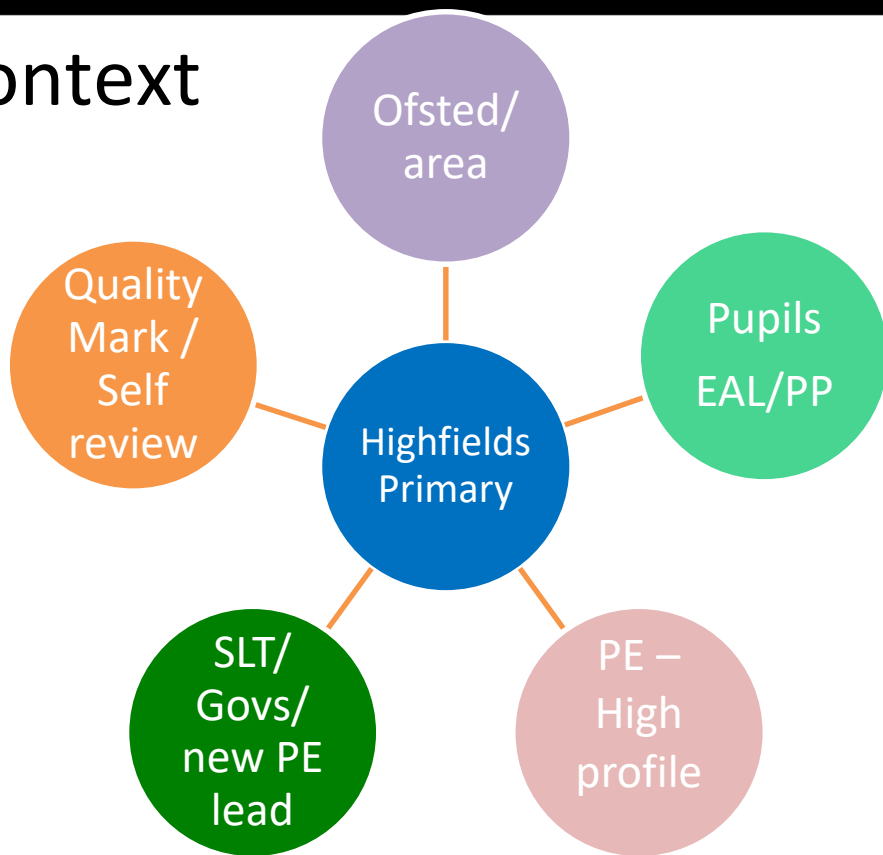 ontext
Ofsted/
area
Quality
Mark /
Self
review
Pupils
EAL/PP
Highfields
Primary
SLT/
Govs/
new PE
lead
PE –
High
profile